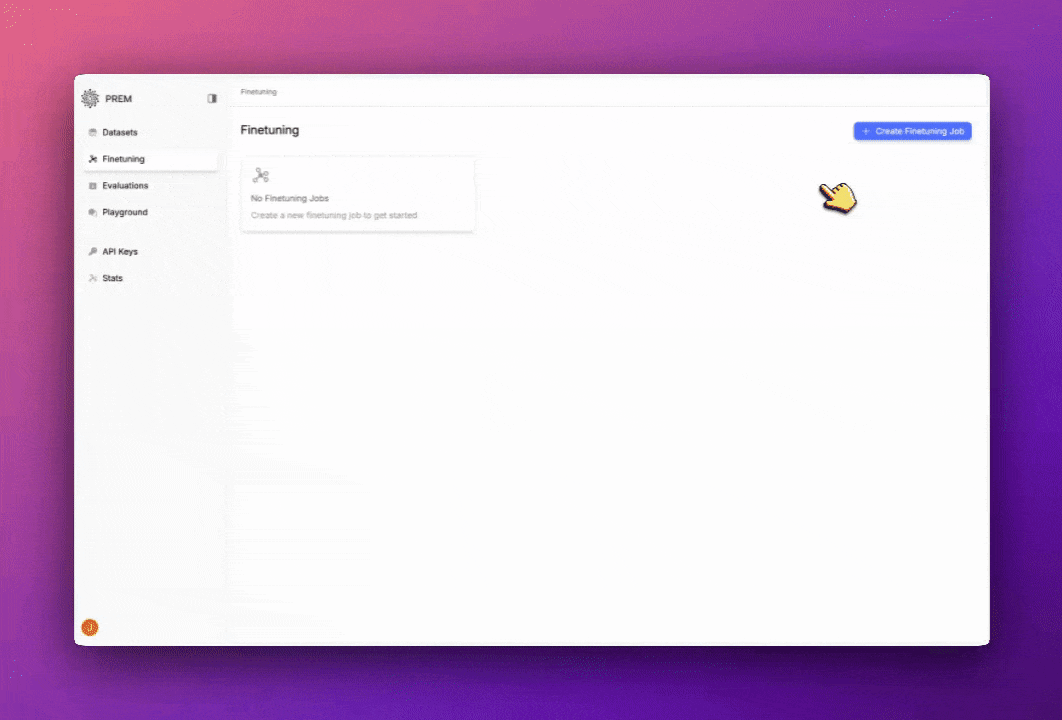 PREM
Datasets
Finetuning
Evaluations
Playground
API Keys
Stats
J
Finetuning
Finetuning
+ Create Finetuning Job
No Finetuning Jobs
Create a new finetuning job to get started